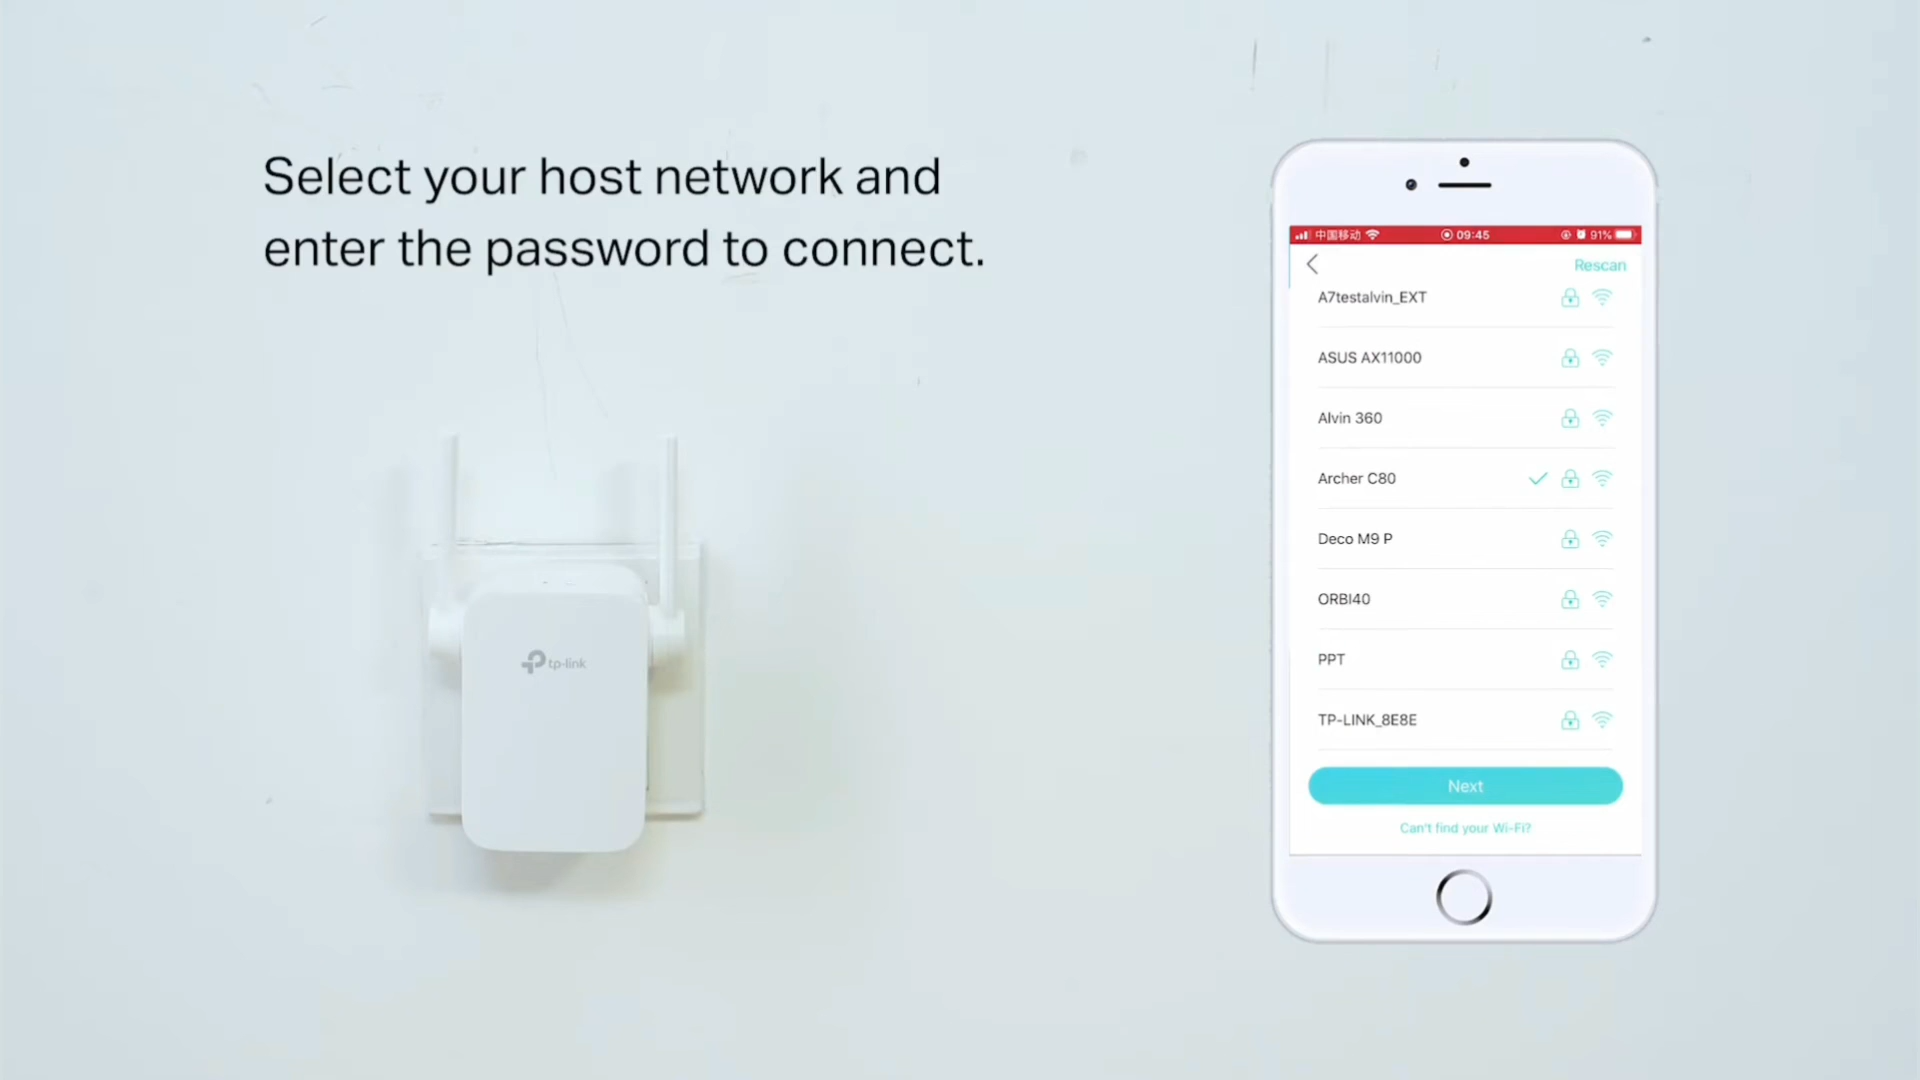 Select your host network and
enter the password to connect.
tp-link
中国移动 09:45 91%
Rescan
A7testalvin_EXT
ASUS AX11000
Alvin 360
Archer C80
Deco M9 P
ORBI40
PPT
TP-LINK_8E8E
Next
Can't find your Wi-Fi?